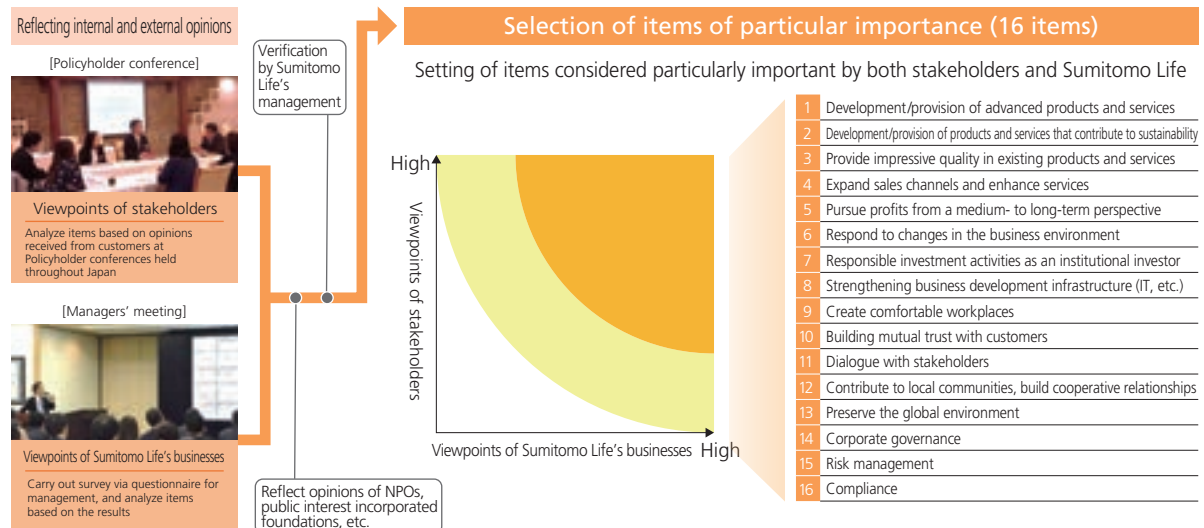 Reflecting internal and external opinions
[Policyholder conference]
Viewpoints of stakeholders
Analyze items based on opinions
received from customers at
Policyholder conferences held
throughout Japan
[Managers’ meeting]
Viewpoints of Sumitomo Life’s businesses
Carry out survey via questionnaire for
management, and analyze items
based on the results
Verification
by Sumitomo
Life’s
management
Reflect opinions of NPOs,
public interest incorporated
foundations, etc.
Selection of items of particular importance (16 items)
Setting of items considered particularly important by both stakeholders and Sumitomo Life
High
Viewpoints of stakeholders
Viewpoints of Sumitomo Life’s businesses High
1 Development/provision of advanced products and services
2 Development/provision of products and services that contribute to sustainability
3 Provide impressive quality in existing products and services
4 Expand sales channels and enhance services
5 Pursue profits from a medium- to long-term perspective
6 Respond to changes in the business environment
7 Responsible investment activities as an institutional investor
8 Strengthening business development infrastructure (IT, etc.)
9 Create comfortable workplaces
10 Building mutual trust with customers
11 Dialogue with stakeholders
12 Contribute to local communities, build cooperative relationships
13 Preserve the global environment
14 Corporate governance
15 Risk management
16 Compliance